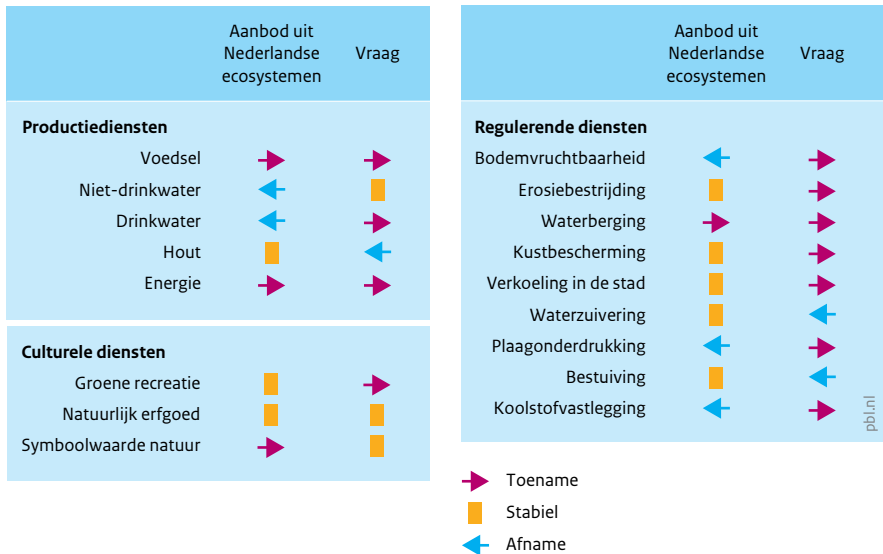 Aanbod uit
Nederlandse
ecosystemen
Vraag
Productiediensten
Voedsel
Niet-drinkwater
Drinkwater
Hout
Energie
Culturele diensten
Groene recreatie
Natuurlijk erfgoed
Symboolwaarde natuur
Aanbod uit
Nederlandse
ecosystemen
Vraag
Regulerende diensten
Bodemvruchtbaarheid
Erosiebestrijding
Waterberging
Kustbescherming
Verkoeling in de stad
Waterzuivering
Plaagonderdrukking
Bestuiving
Koolstofvastlegging
pbl.nl
Toename
Stabiel
Afname